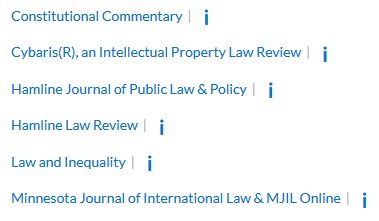 Constitutional Commentary | i
Cybaris(R), an Intellectual Property Law Review | i
Hamline Journal of Public Law & Policy | i
Hamline Law Review | i
Law and Inequality | i
Minnesota Journal of International Law & MJIL Online | i